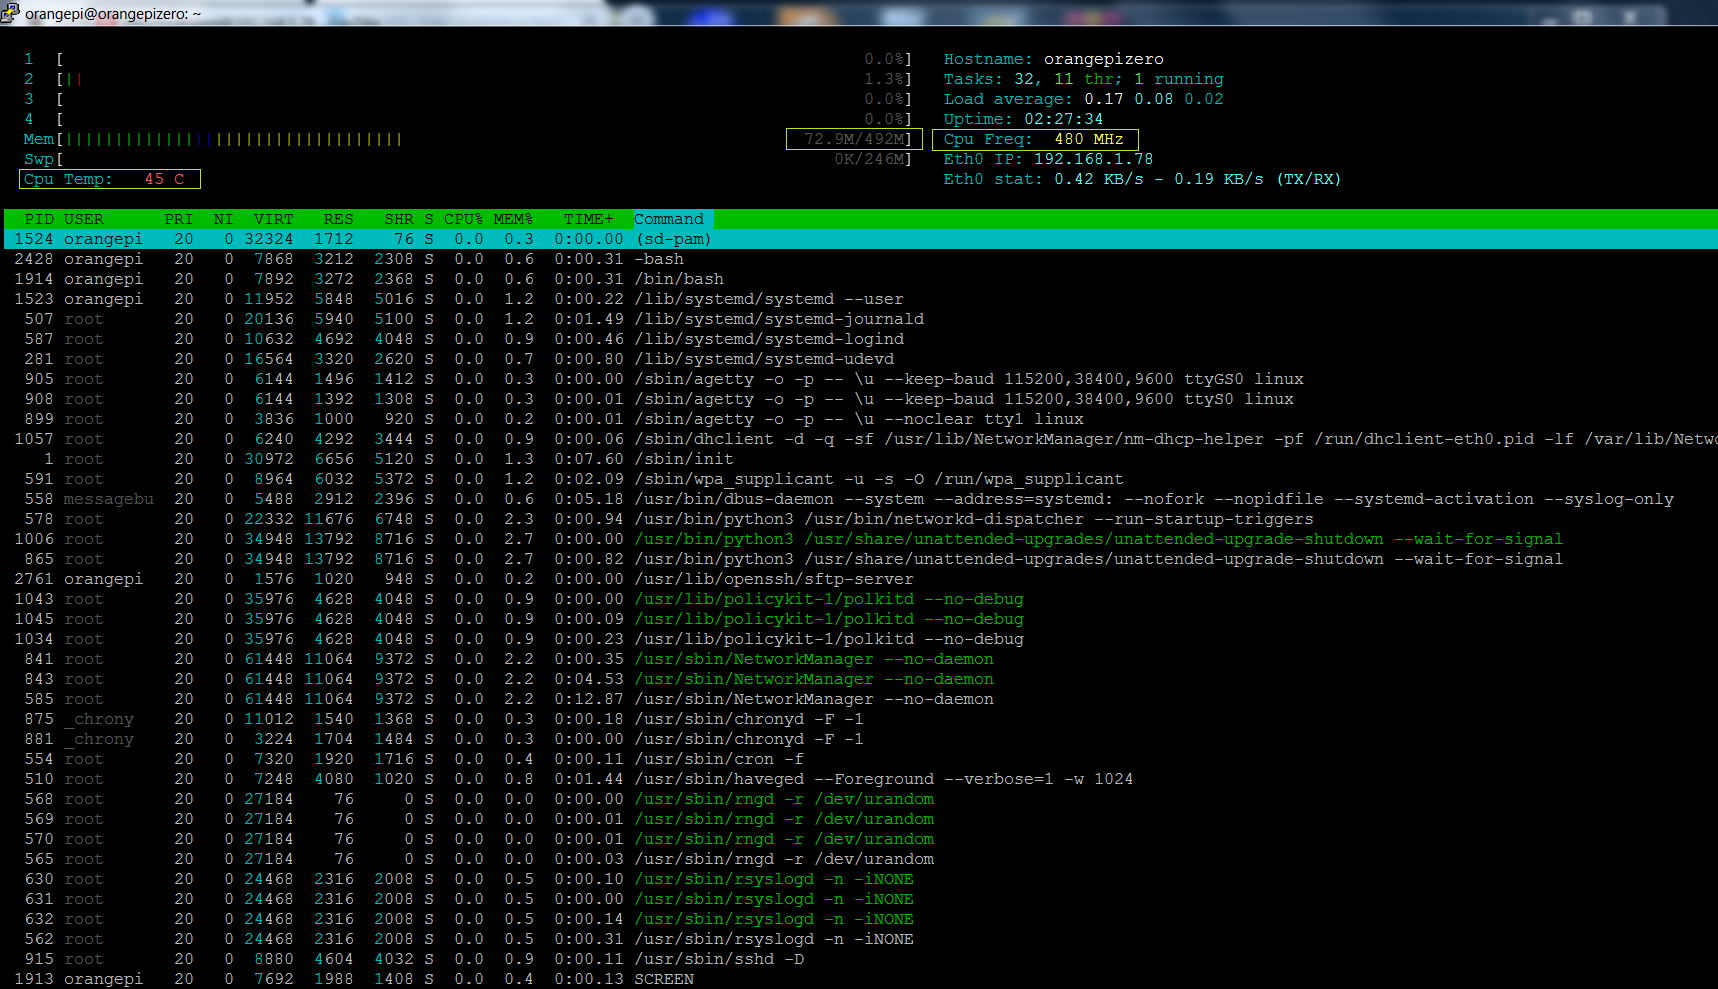 orangepi@orangepizero: ~
1 [ 0.0%] Hostname: orangepizero
2 [|| 1.3%] Tasks: 32, 11 thr; 1 running
3 [ 0.0%] Load average: 0.17 0.08 0.02
4 [ 0.0%] Uptime: 02:27:34
Mem[|||||||||||||||||||||||||||||||||| 72.9M/492M] Cpu Freq: 480 MHz
Swp[ 0K/246M] Eth0 IP: 192.168.1.78
Cpu Temp: 45 C Eth0 stat: 0.42 KB/s - 0.19 KB/s (TX/RX)
PID USER PRI NI VIRT RES SHR S CPU% MEM% TIME+ Command
1524 orangepi 20 0 32324 1712 76 S 0.0 0.3 0:00.00 (sd-pam)
2428 orangepi 20 0 7868 3212 2308 S 0.0 0.6 0:00.31 -bash
1914 orangepi 20 0 7892 3272 2368 S 0.0 0.6 0:00.31 /bin/bash
1523 orangepi 20 0 11952 5848 5016 S 0.0 1.2 0:00.22 /lib/systemd/systemd --user
507 root 20 0 20136 5940 5100 S 0.0 1.2 0:01.49 /lib/systemd/systemd-journald
587 root 20 0 10632 4692 4048 S 0.0 0.9 0:00.46 /lib/systemd/systemd-logind
281 root 20 0 16564 3320 2620 S 0.0 0.7 0:00.80 /lib/systemd/systemd-udevd
905 root 20 0 6144 1496 1412 S 0.0 0.3 0:00.00 /sbin/agetty -o -p -- \u --keep-baud 115200,38400,9600 ttyGS0 linux
908 root 20 0 6144 1392 1308 S 0.0 0.3 0:00.01 /sbin/agetty -o -p -- \u --keep-baud 115200,38400,9600 ttyS0 linux
899 root 20 0 3836 1000 920 S 0.0 0.2 0:00.01 /sbin/agetty -o -p -- \u --noclear tty1 linux
1057 root 20 0 6240 4292 3444 S 0.0 0.9 0:00.06 /sbin/dhclient -d -q -sf /usr/lib/NetworkManager/nm-dhcp-helper -pf /run/dhclient-eth0.pid -lf /var/lib/Netwo
1 root 20 0 30972 6656 5120 S 0.0 1.3 0:07.60 /sbin/init
591 root 20 0 8964 6032 5372 S 0.0 1.2 0:02.09 /sbin/wpa_supplicant -u -s -O /run/wpa_supplicant
558 messagebu 20 0 5488 2912 2396 S 0.0 0.6 0:05.18 /usr/bin/dbus-daemon --system --address=systemd: --nofork --nopidfile --systemd-activation --syslog-only
578 root 20 0 22332 11676 6748 S 0.0 2.3 0:00.94 /usr/bin/python3 /usr/bin/networkd-dispatcher --run-startup-triggers
1006 root 20 0 34948 13792 8716 S 0.0 2.7 0:00.00 /usr/bin/python3 /usr/share/unattended-upgrades/unattended-upgrade-shutdown --wait-for-signal
865 root 20 0 34948 13792 8716 S 0.0 2.7 0:00.82 /usr/bin/python3 /usr/share/unattended-upgrades/unattended-upgrade-shutdown --wait-for-signal
2761 orangepi 20 0 1576 1020 948 S 0.0 0.2 0:00.00 /usr/lib/openssh/sftp-server
1043 root 20 0 35976 4628 4048 S 0.0 0.9 0:00.00 /usr/lib/policykit-1/polkitd --no-debug
1045 root 20 0 35976 4628 4048 S 0.0 0.9 0:00.09 /usr/lib/policykit-1/polkitd --no-debug
1034 root 20 0 35976 4628 4048 S 0.0 0.9 0:00.23 /usr/lib/policykit-1/polkitd --no-debug
841 root 20 0 61448 11064 9372 S 0.0 2.2 0:00.35 /usr/sbin/NetworkManager --no-daemon
843 root 20 0 61448 11064 9372 S 0.0 2.2 0:04.53 /usr/sbin/NetworkManager --no-daemon
585 root 20 0 61448 11064 9372 S 0.0 2.2 0:12.87 /usr/sbin/NetworkManager --no-daemon
875 _chrony 20 0 11012 1540 1368 S 0.0 0.3 0:00.18 /usr/sbin/chronyd -F -1
881 _chrony 20 0 3224 1704 1484 S 0.0 0.3 0:00.00 /usr/sbin/chronyd -F -1
554 root 20 0 7320 1920 1716 S 0.0 0.4 0:00.11 /usr/sbin/cron -f
510 root 20 0 7248 4080 1020 S 0.0 0.8 0:01.44 /usr/sbin/haveged --Foreground --verbose=1 -w 1024
568 root 20 0 27184 76 0 S 0.0 0.0 0:00.00 /usr/sbin/rngd -r /dev/urandom
569 root 20 0 27184 76 0 S 0.0 0.0 0:00.01 /usr/sbin/rngd -r /dev/urandom
570 root 20 0 27184 76 0 S 0.0 0.0 0:00.01 /usr/sbin/rngd -r /dev/urandom
565 root 20 0 27184 76 0 S 0.0 0.0 0:00.03 /usr/sbin/rngd -r /dev/urandom
630 root 20 0 24468 2316 2008 S 0.0 0.5 0:00.10 /usr/sbin/rsyslogd -n -iNONE
631 root 20 0 24468 2316 2008 S 0.0 0.5 0:00.00 /usr/sbin/rsyslogd -n -iNONE
632 root 20 0 24468 2316 2008 S 0.0 0.5 0:00.14 /usr/sbin/rsyslogd -n -iNONE
562 root 20 0 24468 2316 2008 S 0.0 0.5 0:00.31 /usr/sbin/rsyslogd -n -iNONE
915 root 20 0 8880 4604 4032 S 0.0 0.9 0:00.11 /usr/sbin/sshd -D
1913 orangepi 20 0 7692 1988 1408 S 0.0 0.4 0:00.13 SCREEN